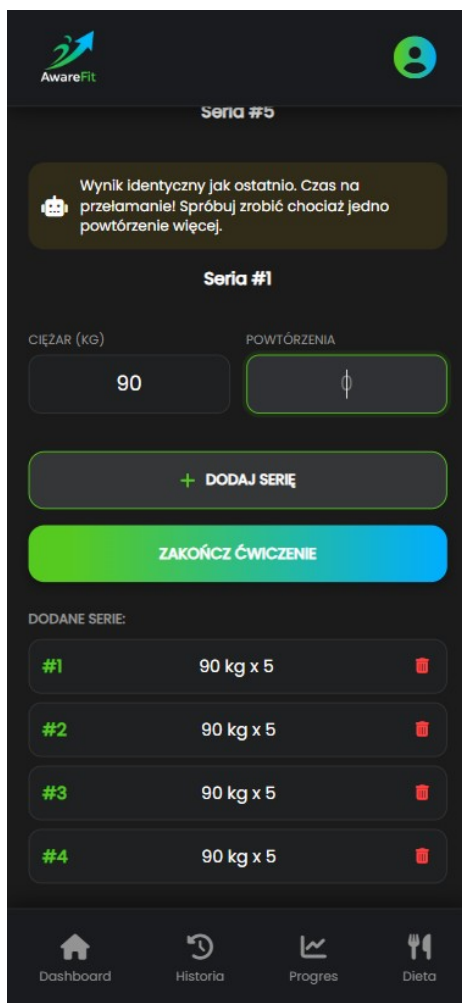 AwareFit
Seria #5
Wynik identyczny jak ostatnio. Czas na
przełamanie! Spróbuj zrobić chociaż jedno
powtórzenie więcej.
Seria #1
CIĘŻAR (KG)
POWTÓRZENIA
90
0
+ DODAJ SERIĘ
ZAKOŃCZ ĆWICZENIE
DODANE SERIE:
#1 90 kg x 5
#2 90 kg x 5
#3 90 kg x 5
#4 90 kg x 5
Dashboard Historia Progres Dieta